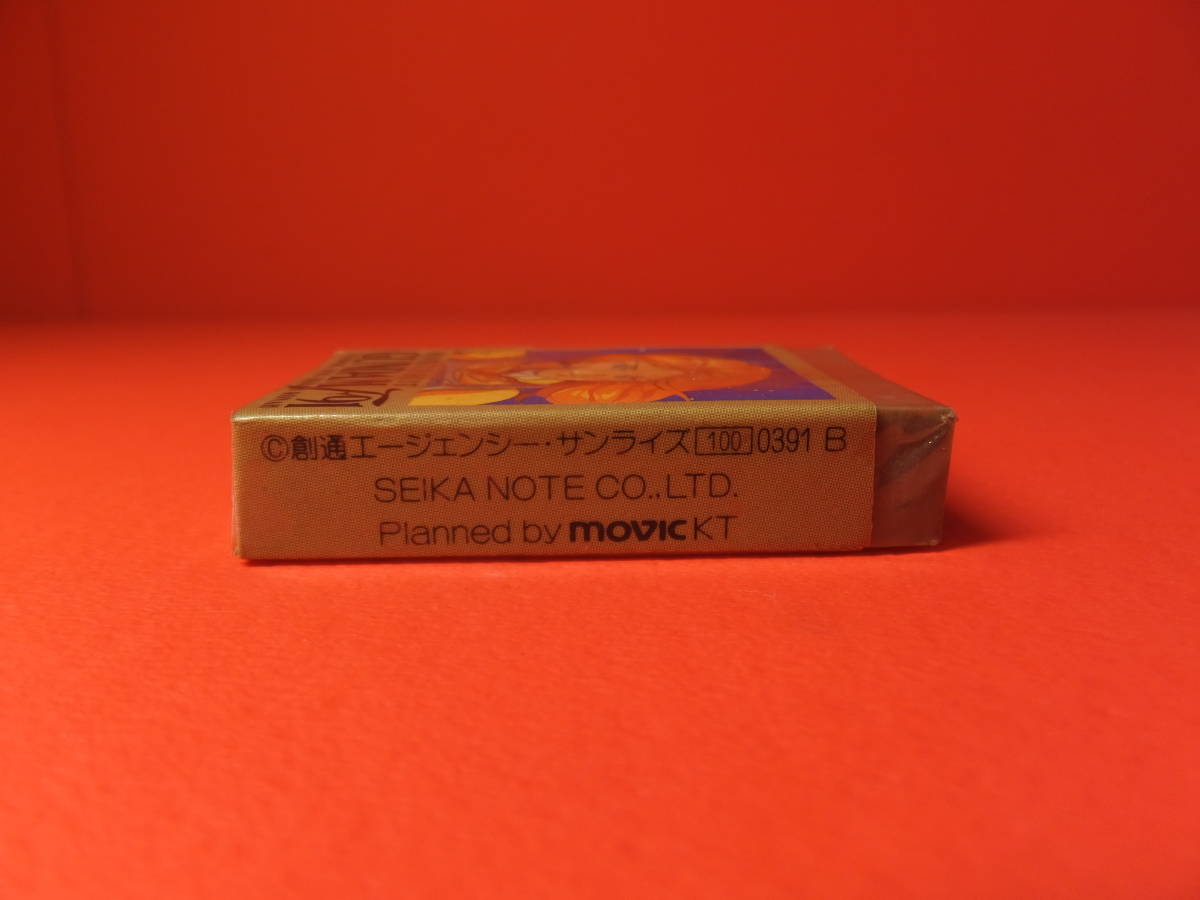 ©創通エージェンシー・サンライズ 100 0391 B
SEIKA NOTE CO.,LTD.
Planned by movic KT